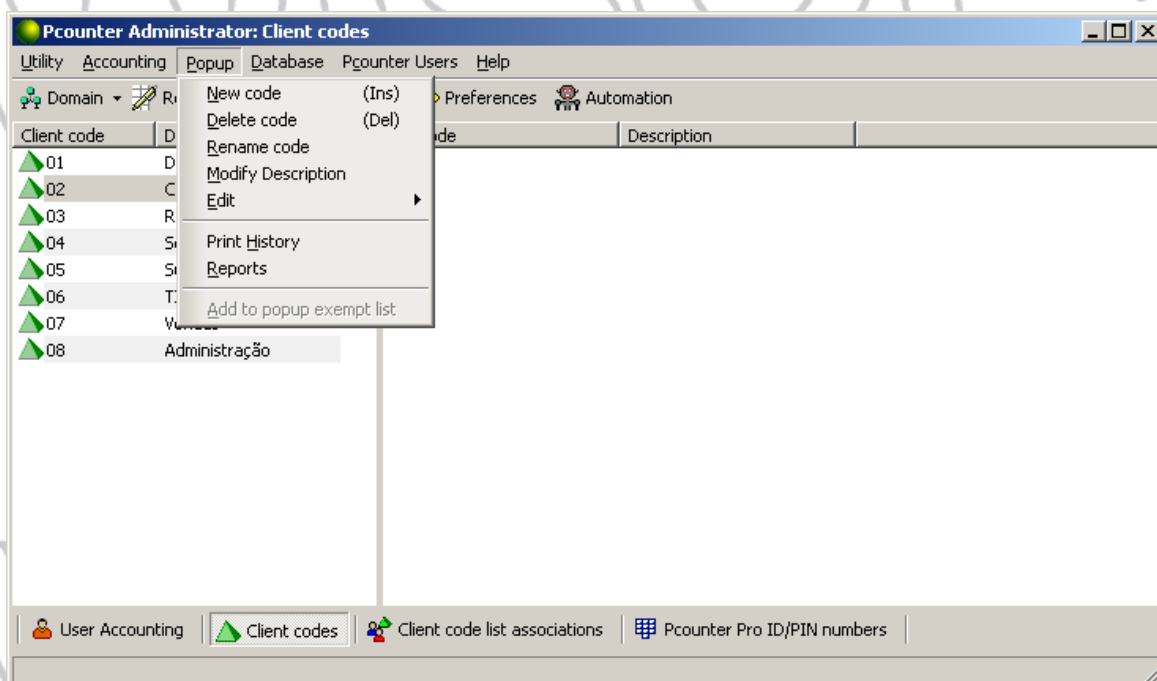 Pcounter Administrator: Client codes
Utility Accounting Popup Database Pcounter Users Help
Domain Preferences Automation
New code (Ins)
Delete code (Del)
Rename code
Modify Description
Edit
Print History
Reports
Add to popup exempt list
Client code Description
01
02
03
04
05
06
07
08 Administração
User Accounting Client codes Client code list associations Pcounter Pro ID/PIN numbers